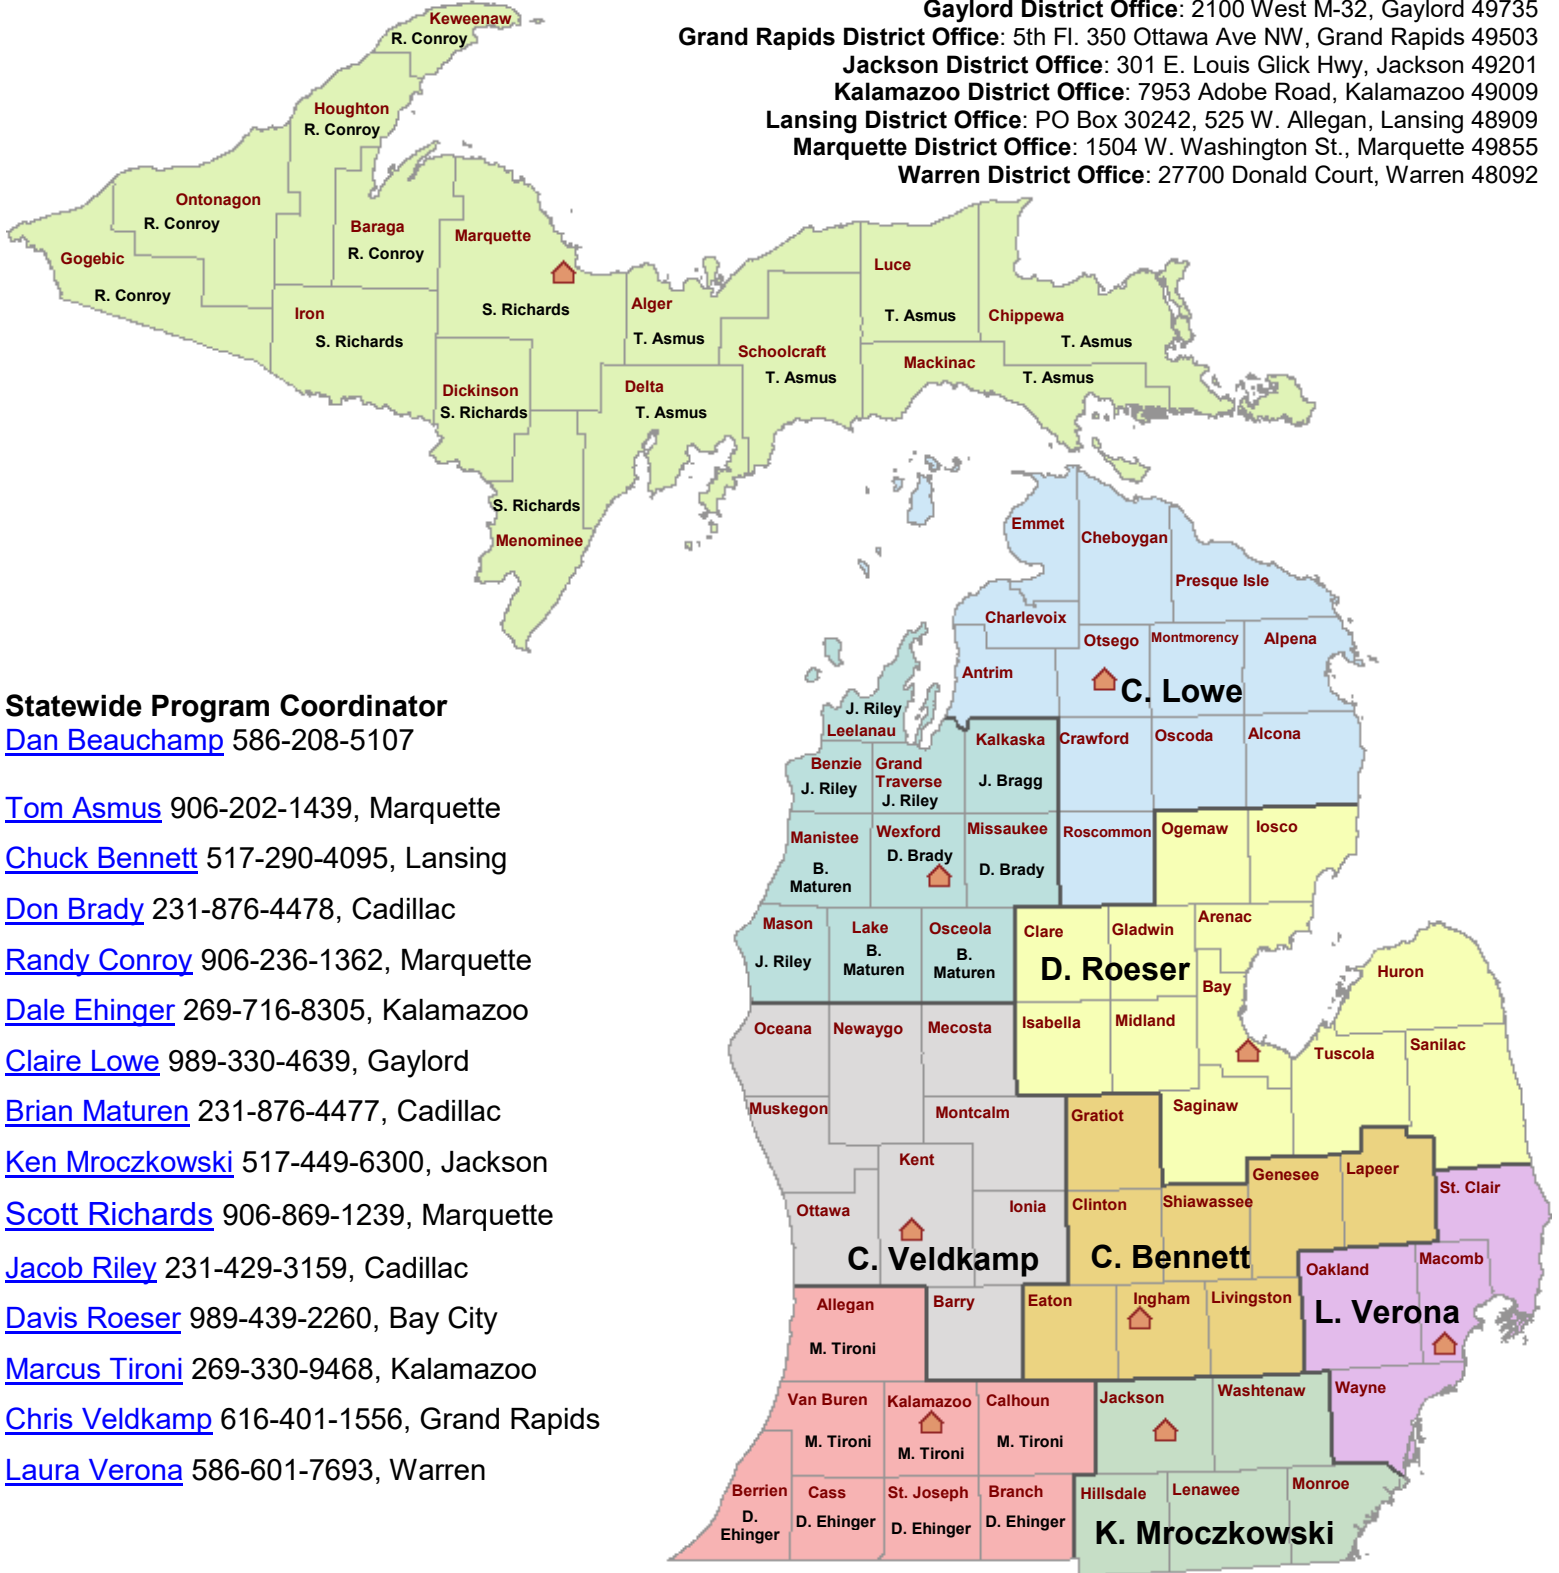 Gaylord District Office: 2100 West M-32, Gaylord 49735
Grand Rapids District Office: 5th Fl. 350 Ottawa Ave NW, Grand Rapids 49503
Jackson District Office: 301 E. Louis Glick Hwy, Jackson 49201
Kalamazoo District Office: 7953 Adobe Road, Kalamazoo 49009
Lansing District Office: PO Box 30242, 525 W. Allegan, Lansing 48909
Marquette District Office: 1504 W. Washington St., Marquette 49855
Warren District Office: 27700 Donald Court, Warren 48092
Keweenaw
R. Conroy
Houghton
R. Conroy
Ontonagon
R. Conroy
Baraga
R. Conroy
Gogebic
R. Conroy
Marquette
S. Richards
Iron
S. Richards
Dickinson
S. Richards
S. Richards
Menominee
Alger
T. Asmus
Delta
T. Asmus
Schoolcraft
T. Asmus
Luce
T. Asmus
Chippewa
T. Asmus
Mackinac
T. Asmus
Statewide Program Coordinator
Dan Beauchamp 586-208-5107
Tom Asmus 906-202-1439, Marquette
Chuck Bennett 517-290-4095, Lansing
Don Brady 231-876-4478, Cadillac
Randy Conroy 906-236-1362, Marquette
Dale Ehinger 269-716-8305, Kalamazoo
Claire Lowe 989-330-4639, Gaylord
Brian Maturen 231-876-4477, Cadillac
Ken Mroczkowski 517-449-6300, Jackson
Scott Richards 906-869-1239, Marquette
Jacob Riley 231-429-3159, Cadillac
Davis Roeser 989-439-2260, Bay City
Marcus Tironi 269-330-9468, Kalamazoo
Chris Veldkamp 616-401-1556, Grand Rapids
Laura Verona 586-601-7693, Warren
Emmet
Cheboygan
Presque Isle
Charlevoix
Otsego
Montmorency
Alpena
Antrim
C. Lowe
Crawford
Oscoda
Alcona
Roscommon
J. Riley
Leelanau
Benzie
J. Riley
Grand
Traverse
J. Riley
Kalkaska
J. Bragg
Manistee
B.
Maturen
Wexford
D. Brady
Missaukee
D. Brady
Mason
J. Riley
Lake
B.
Maturen
Osceola
B.
Maturen
Ogemaw
Iosco
Clare
Gladwin
Arenac
D. Roeser
Bay
Isabella
Midland
Huron
Tuscola
Sanilac
Saginaw
Oceana
Newaygo
Mecosta
Muskegon
Montcalm
Kent
Ottawa
Ionia
C. Veldkamp
Barry
Gratiot
Clinton
Shiawassee
Genesee
Lapeer
C. Bennett
Eaton
Ingham
Livingston
St. Clair
Oakland
Macomb
L. Verona
Wayne
Allegan
M. Tironi
Van Buren
M. Tironi
Kalamazoo
M. Tironi
Calhoun
M. Tironi
Berrien
D.
Ehinger
Cass
D. Ehinger
St. Joseph
D. Ehinger
Branch
D. Ehinger
Jackson
Washtenaw
Hillsdale
Lenawee
Monroe
K. Mroczkowski